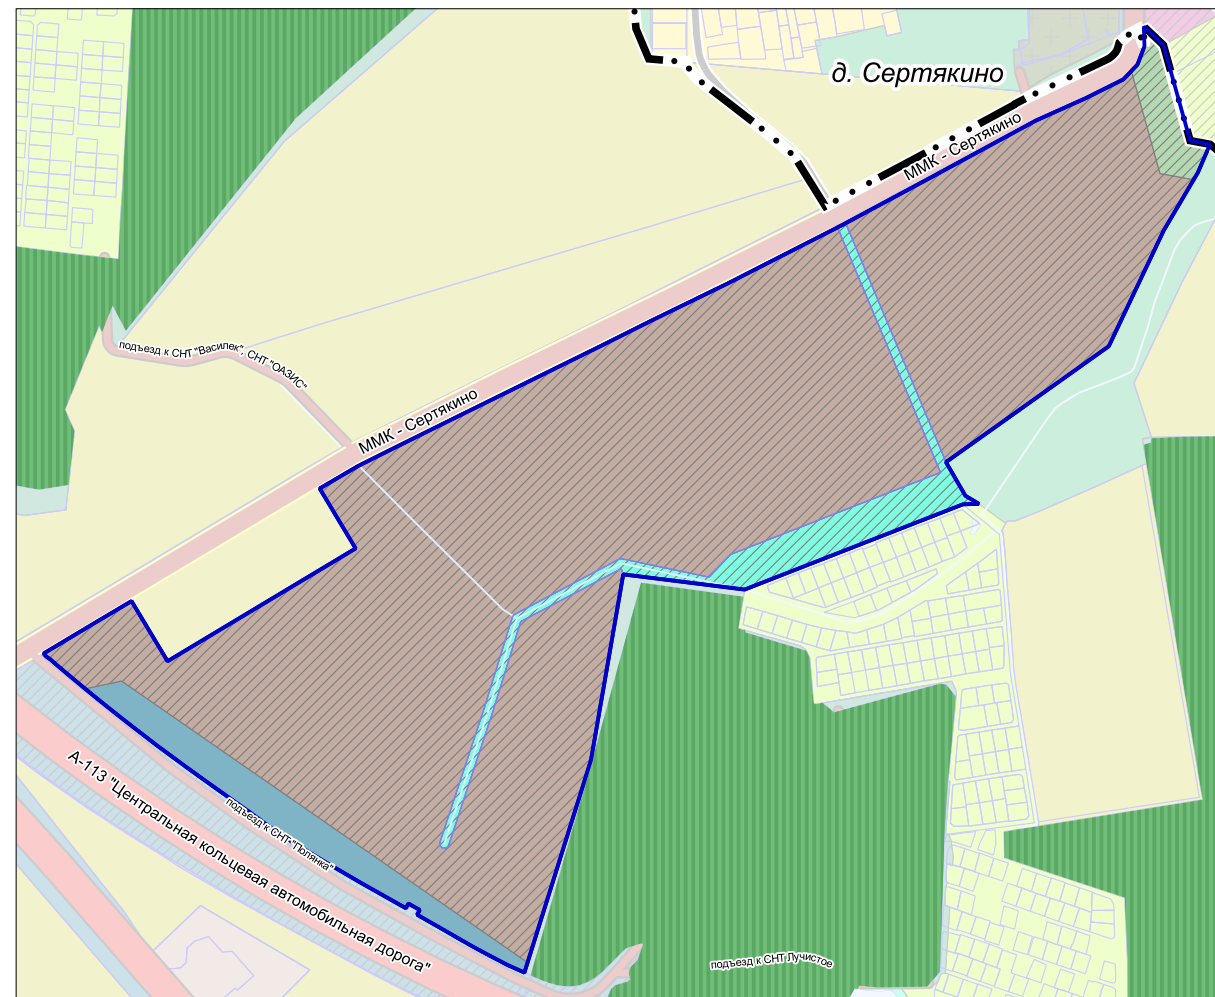 д. Сертякино
ММК - Сертякино
подъезд к СНТ "Василек", СНТ "ОАЗИС"
ММК - Сертякино
А-113 "Центральная кольцевая автомобильная дорога"
подъезд к СНТ "Полянка"
подъезд к СНТ Лучистое